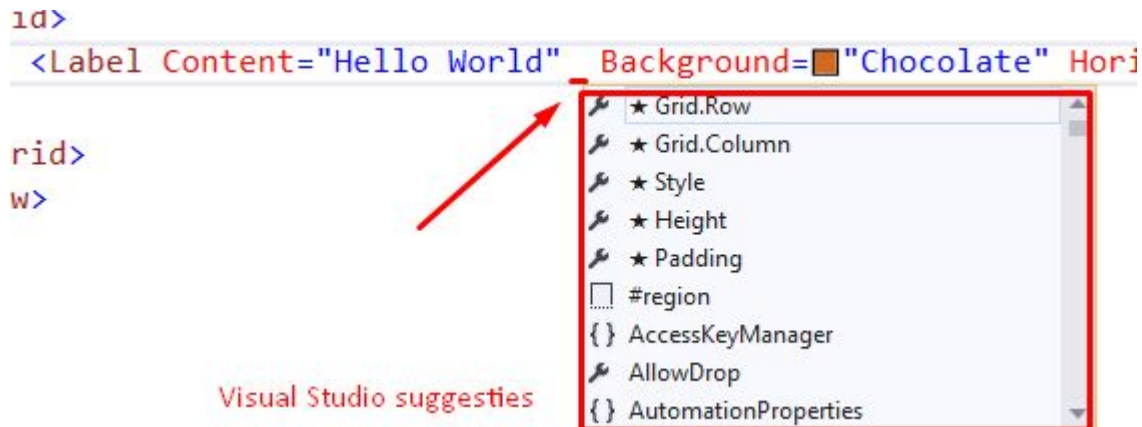 id>
<Label Content="Hello World"  Background="Chocolate" Hori
★ Grid.Row
★ Grid.Column
rid>
★ Style
w>
★ Height
★ Padding
#region
{ } AccessKeyManager
AllowDrop
Visual Studio suggesties
{ } AutomationProperties